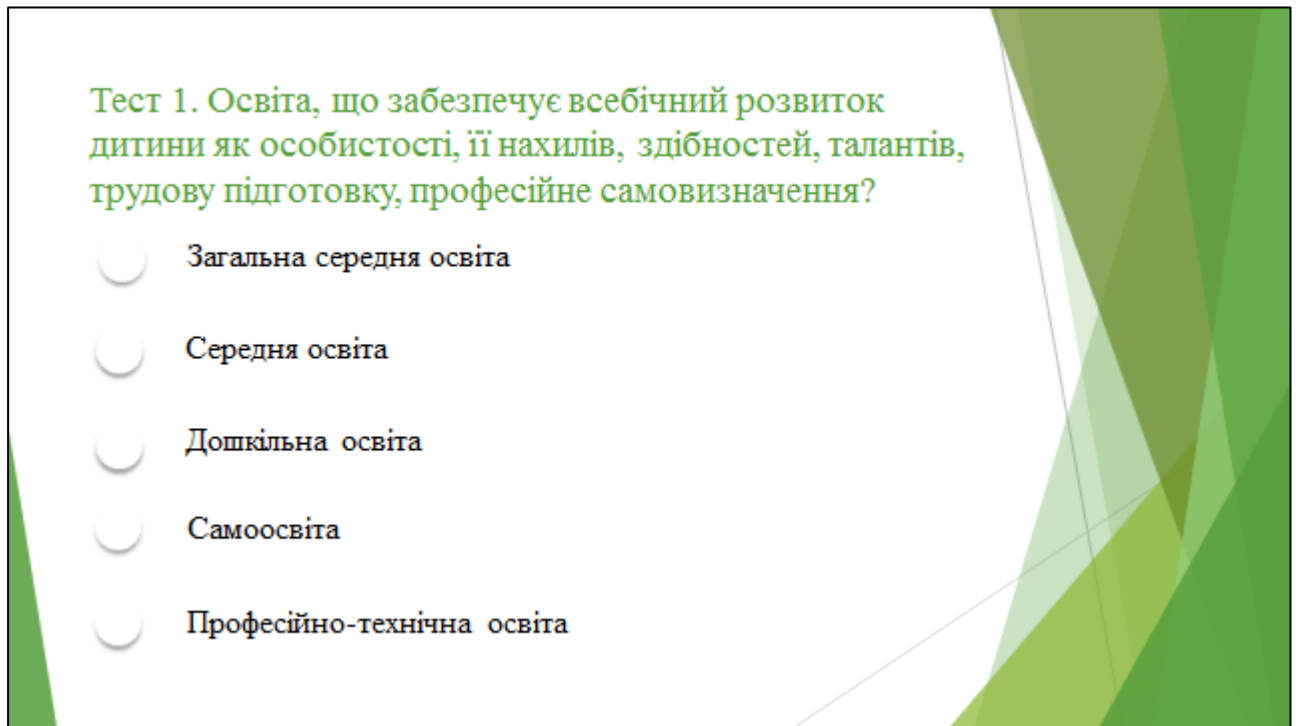 Тест 1. Освіта, що забезпечує всебічний розвиток
дитини як особистості, її нахилів, здібностей, талантів,
трудову підготовку, професійне самовизначення?
Загальна середня освіта
Середня освіта
Дошкільна освіта
Самоосвіта
Професійно-технічна освіта